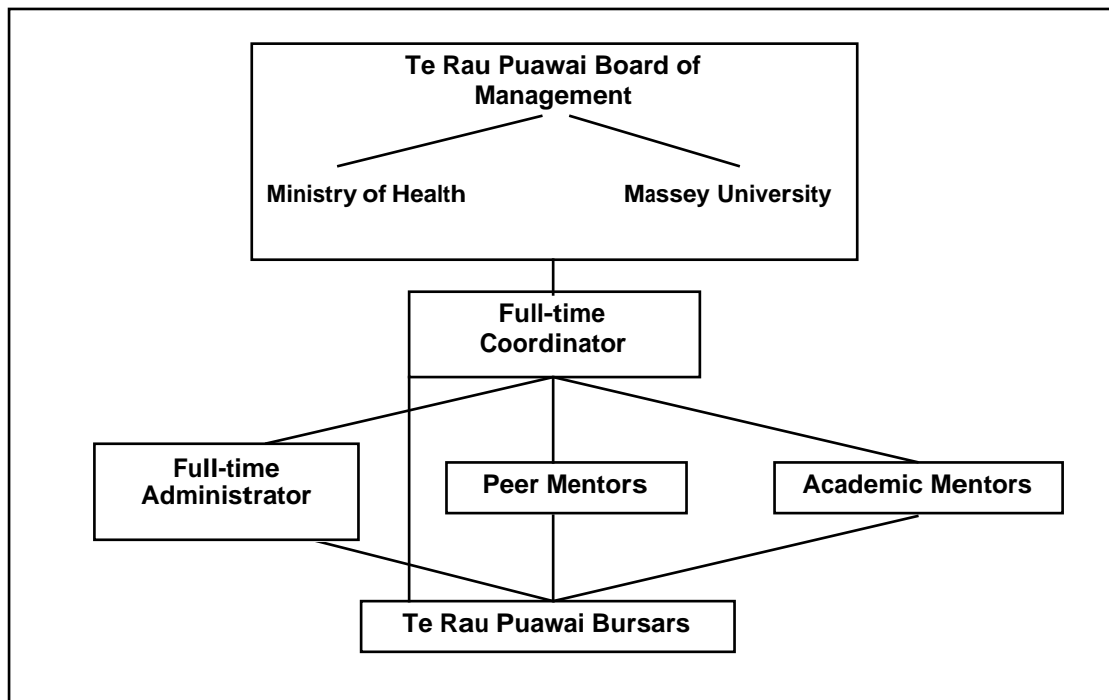 Te Rau Puawai Board of
Management
Ministry of Health
Massey University
Full-time
Coordinator
Full-time
Administrator
Peer Mentors
Academic Mentors
Te Rau Puawai Bursars